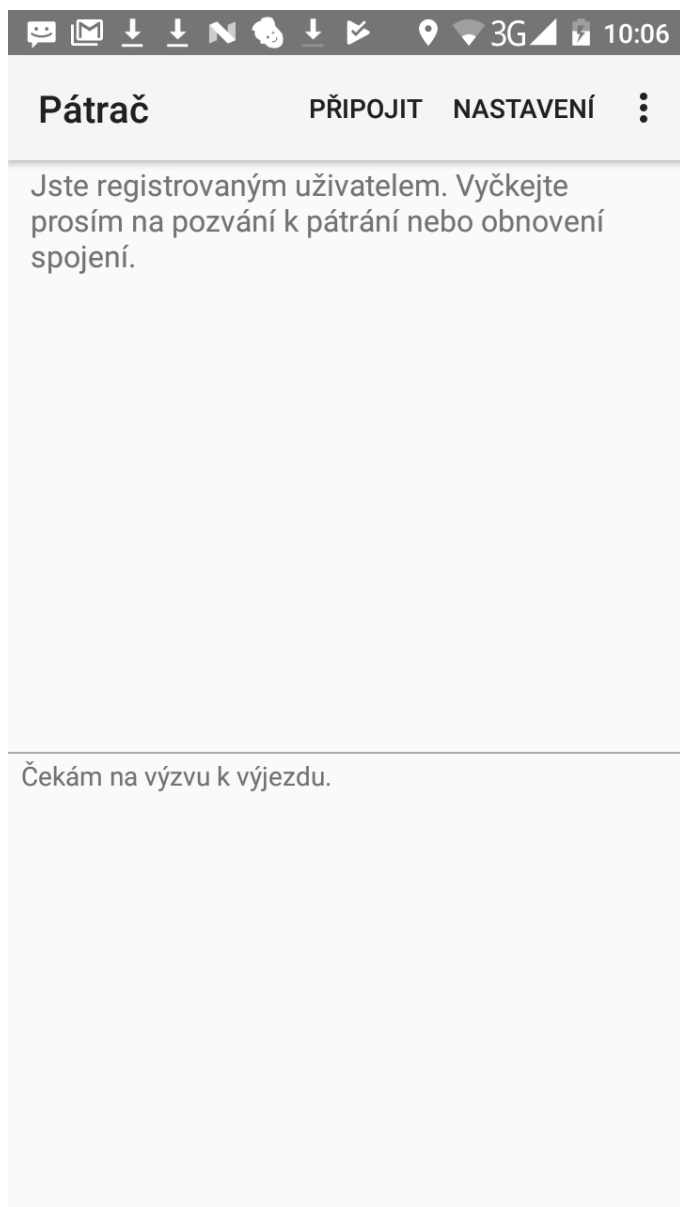 3G 10:06
Pátrač PŘIPOJIT NASTAVENÍ
Jste registrovaným uživatelem. Vyčkejte
prosím na pozvání k pátrání nebo obnovení
spojení.
Čekám na výzvu k výjezdu.